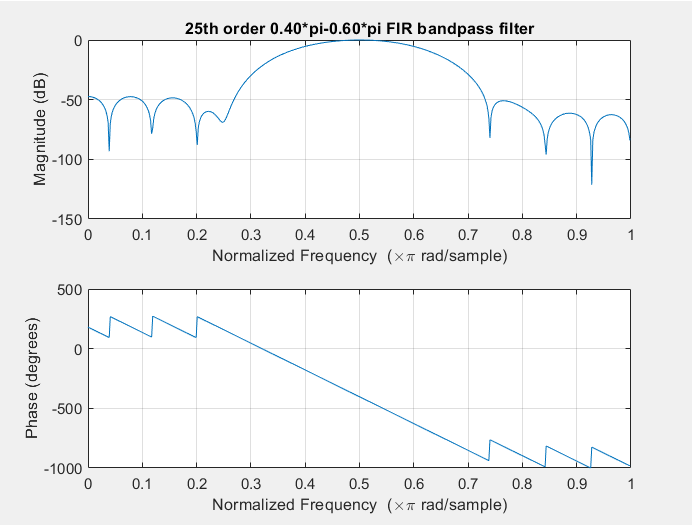 25th order 0.40*pi-0.60*pi FIR bandpass filter
0
-50
-100
-150
Magnitude (dB)
0 0.1 0.2 0.3 0.4 0.5 0.6 0.7 0.8 0.9 1
Normalized Frequency (×π rad/sample)
500
0
-500
-1000
Phase (degrees)
0 0.1 0.2 0.3 0.4 0.5 0.6 0.7 0.8 0.9 1
Normalized Frequency (×π rad/sample)